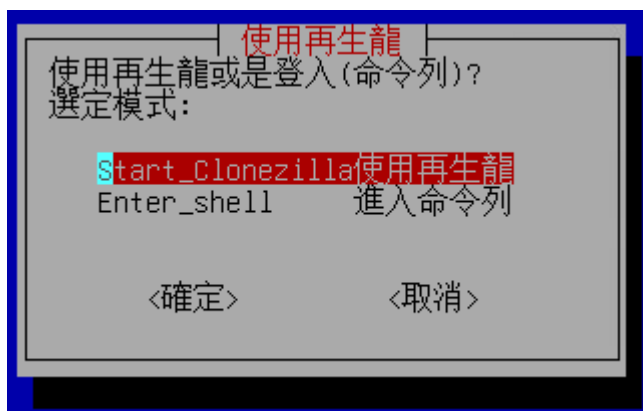 使用再生龍
使用再生龍或是登入(命令列)?
選定模式:
Start_Clonezilla使用再生龍
Enter_shell 進入命令列
<確定> <取消>